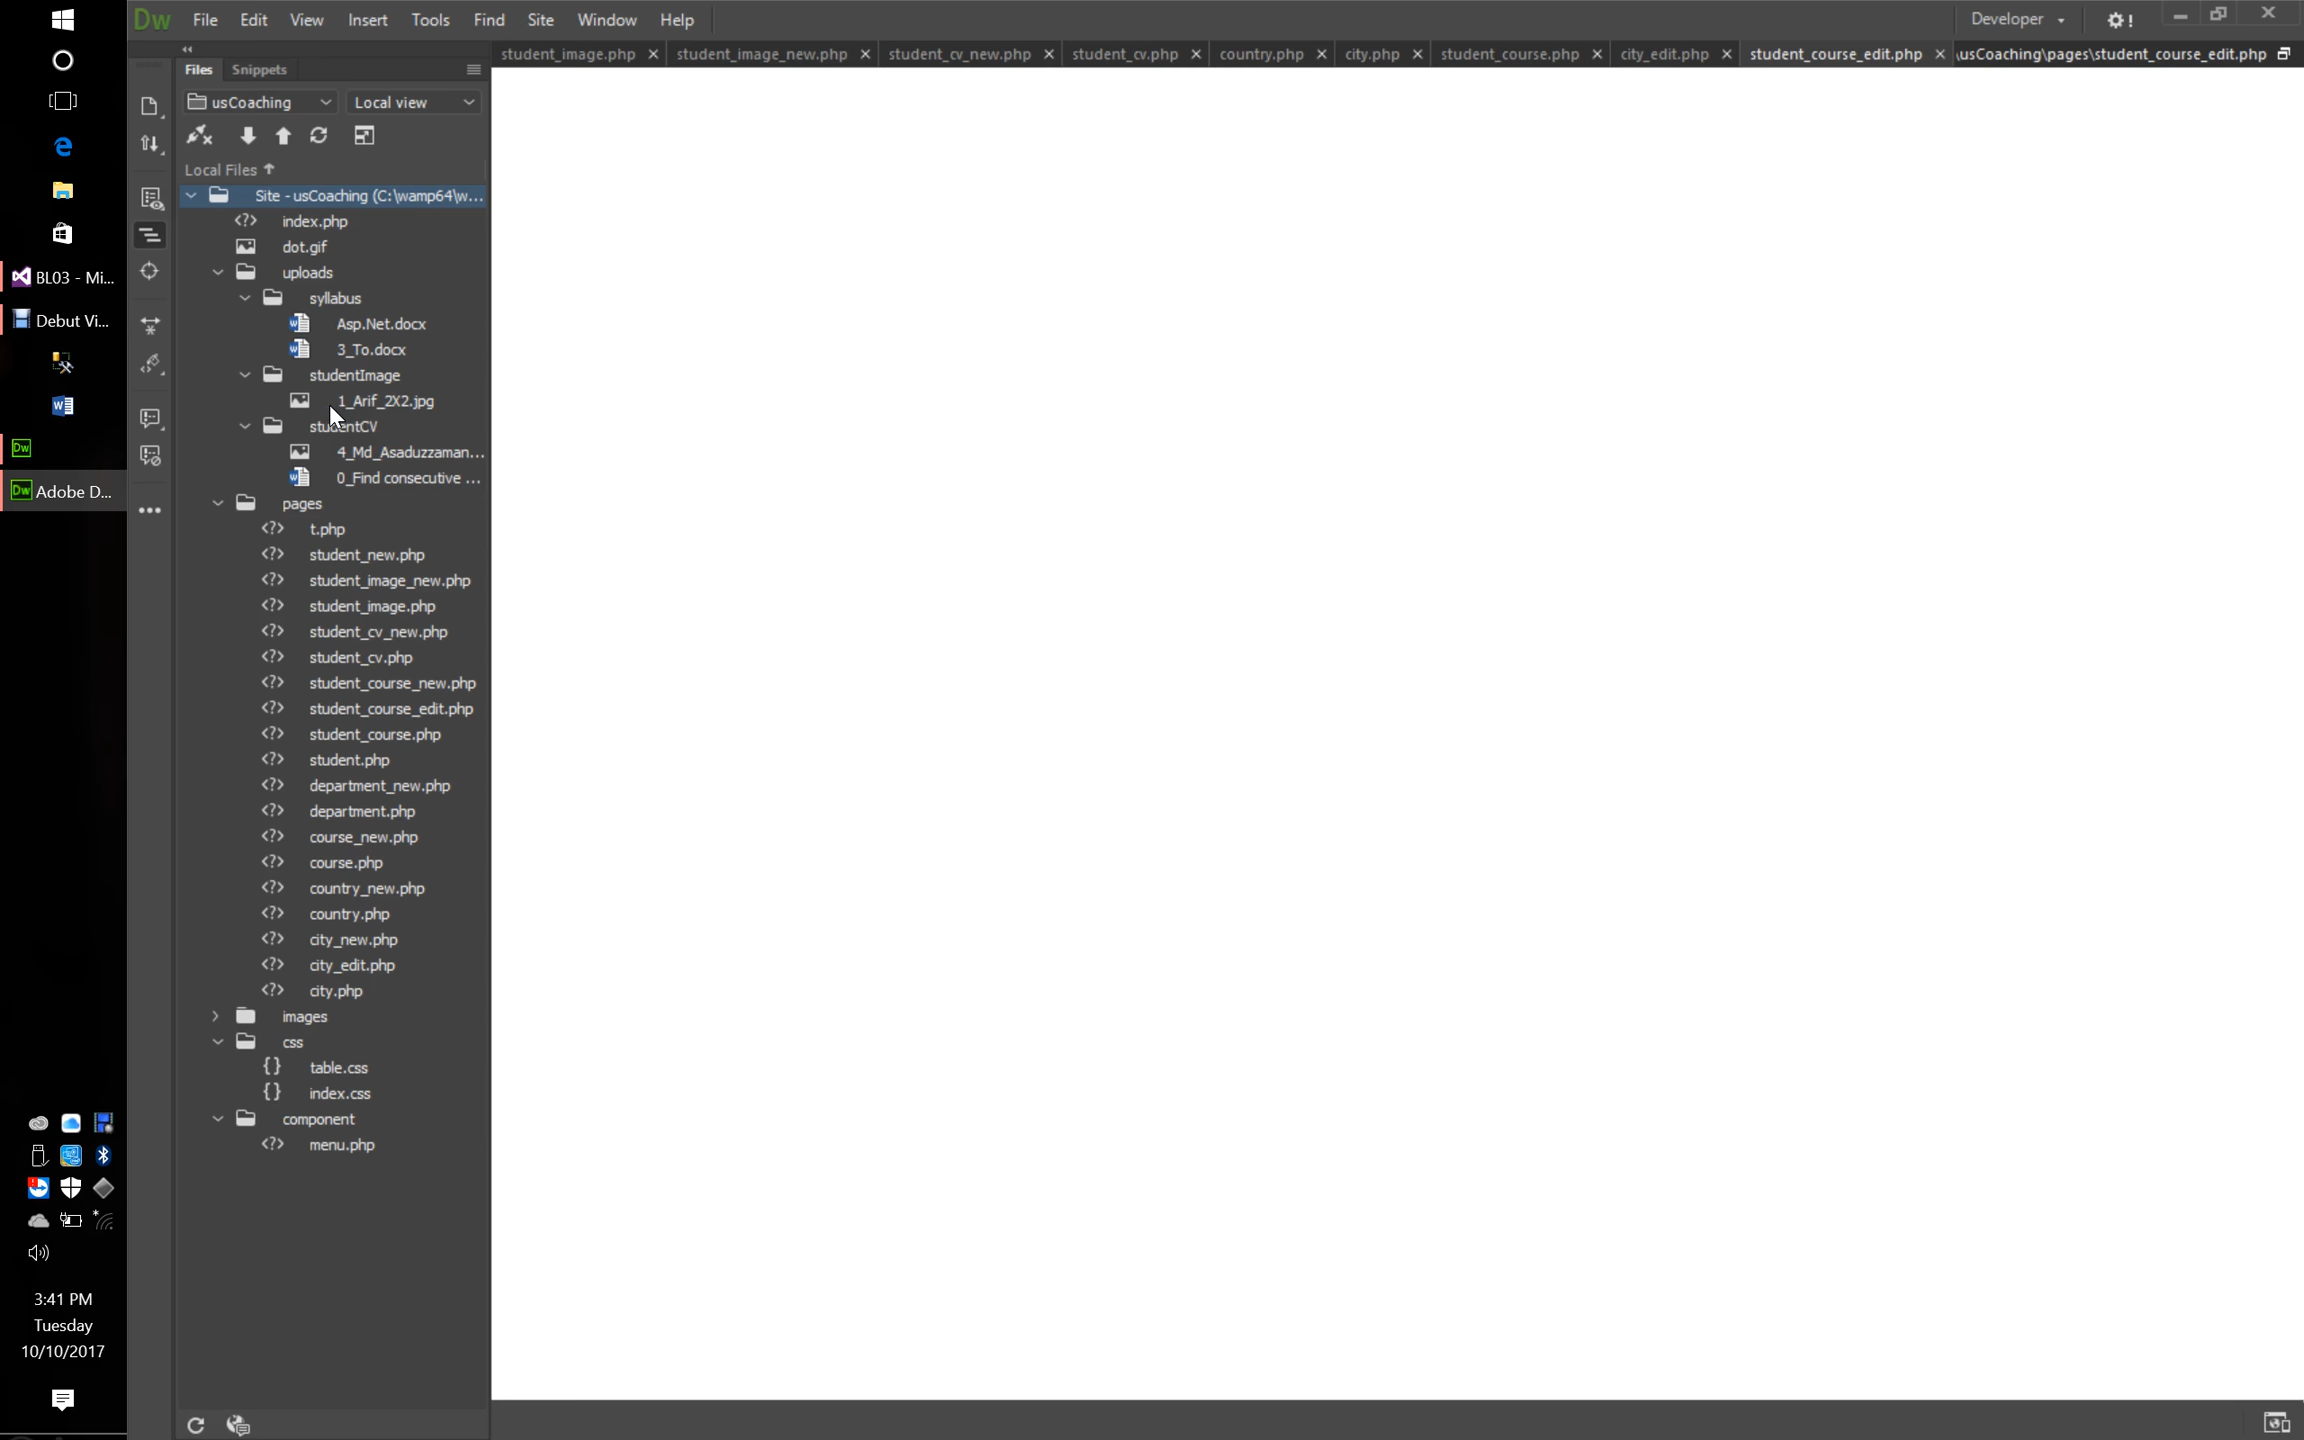 Dw File Edit View Insert Tools Find Site Window Help Developer
student_image.php student_image_new.php student_cv_new.php student_cv.php country.php city.php student_course.php city_edit.php student_course_edit.php \usCoaching\pages\student_course_edit.php
Files Snippets
usCoaching Local view
Local Files
Site - usCoaching (C:\wamp64\w...
index.php
dot.gif
uploads
syllabus
Asp.Net.docx
3_To.docx
studentImage
1_Arif_2X2.jpg
studentCV
4_Md_Asaduzzaman...
0_Find consecutive ...
pages
t.php
student_new.php
student_image_new.php
student_image.php
student_cv_new.php
student_cv.php
student_course_new.php
student_course_edit.php
student_course.php
student.php
department_new.php
department.php
course_new.php
course.php
country_new.php
country.php
city_new.php
city_edit.php
city.php
images
css
table.css
index.css
component
menu.php
BL03 - Mi...
Debut Vi...
Dw
Dw Adobe D...
3:41 PM
Tuesday
10/10/2017